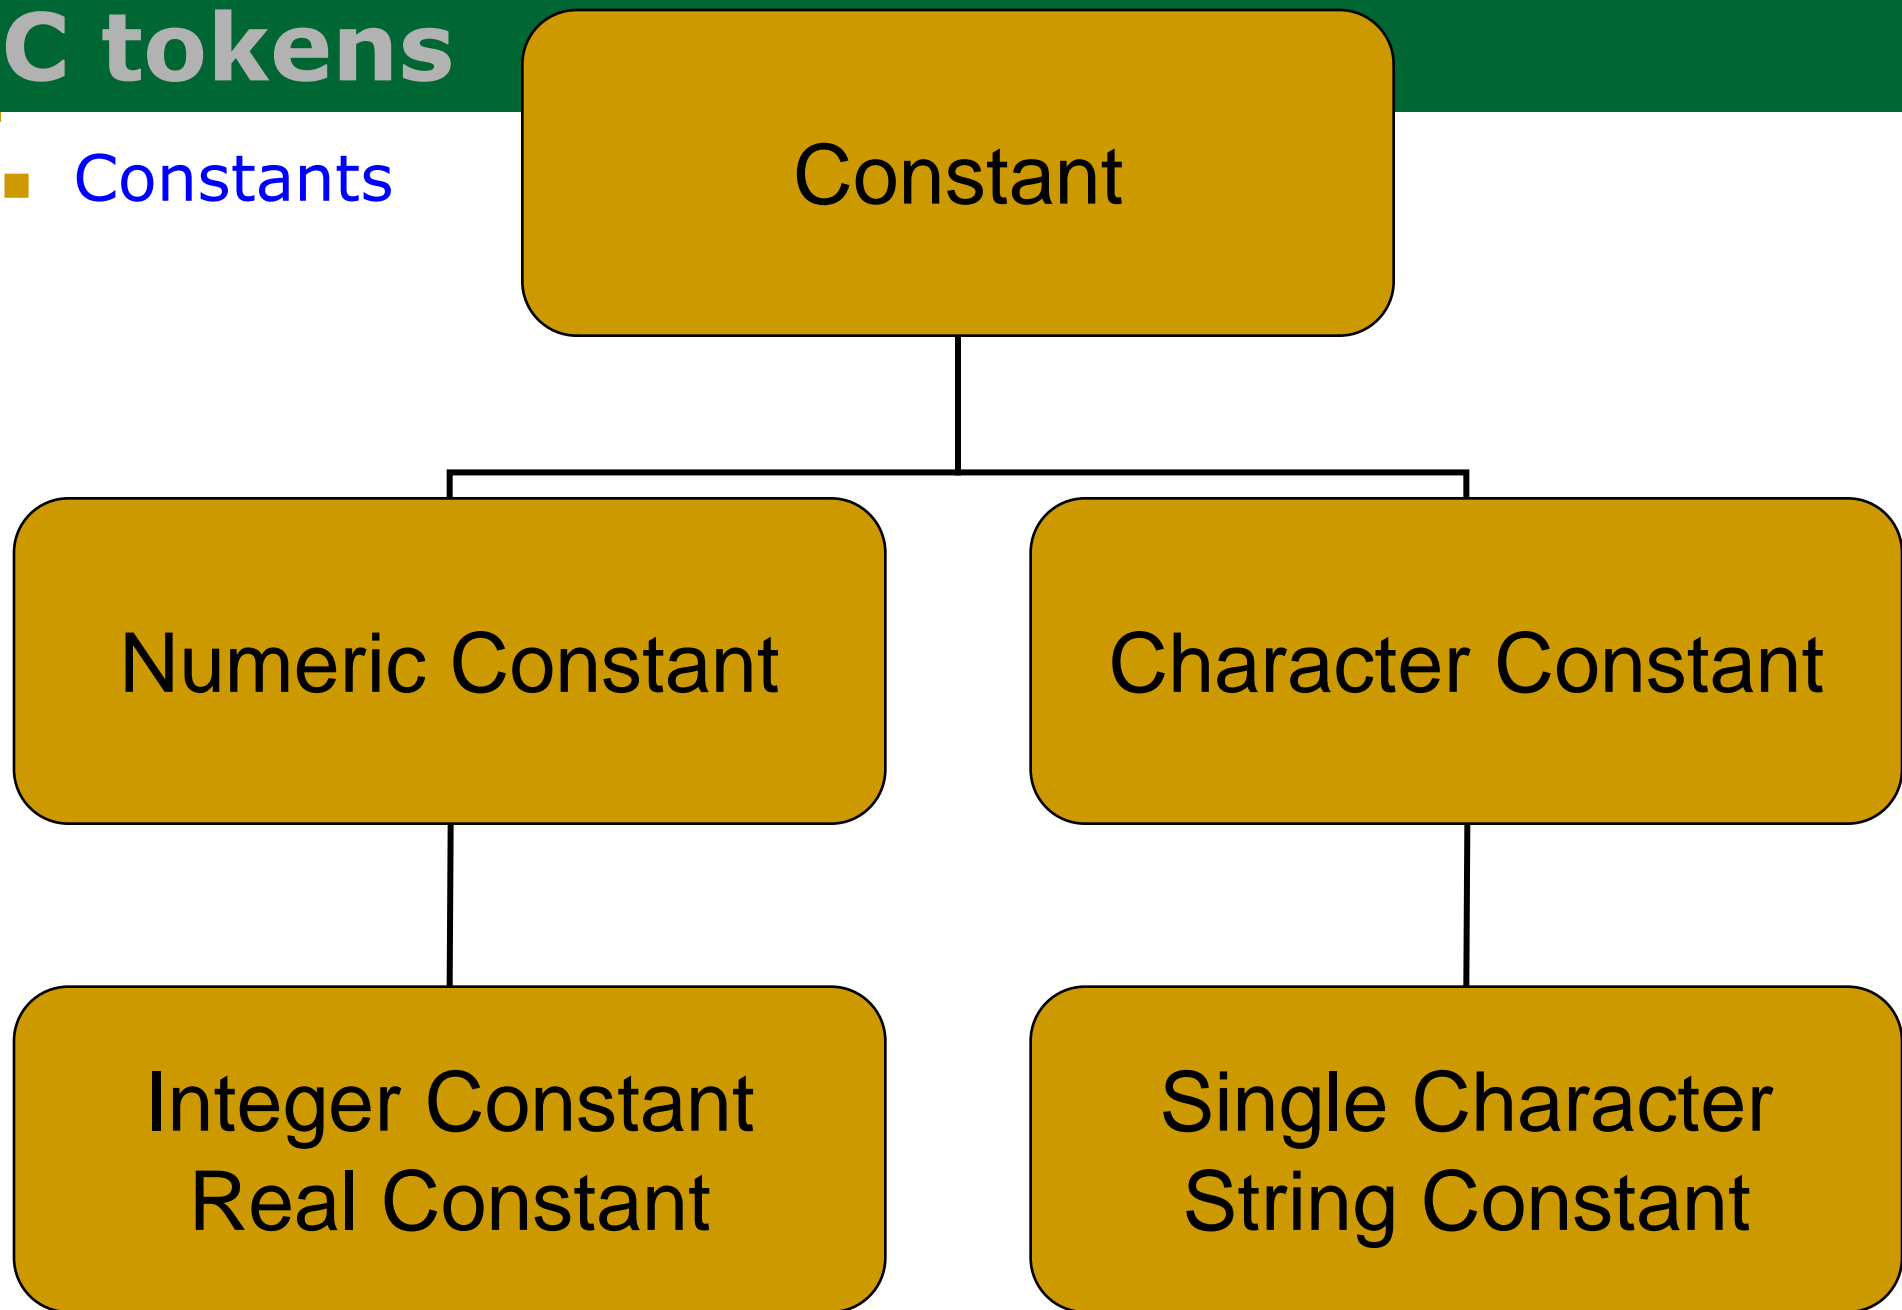 C tokens
Constants
Constant
Numeric Constant
Character Constant
Integer Constant
Real Constant
Single Character
String Constant